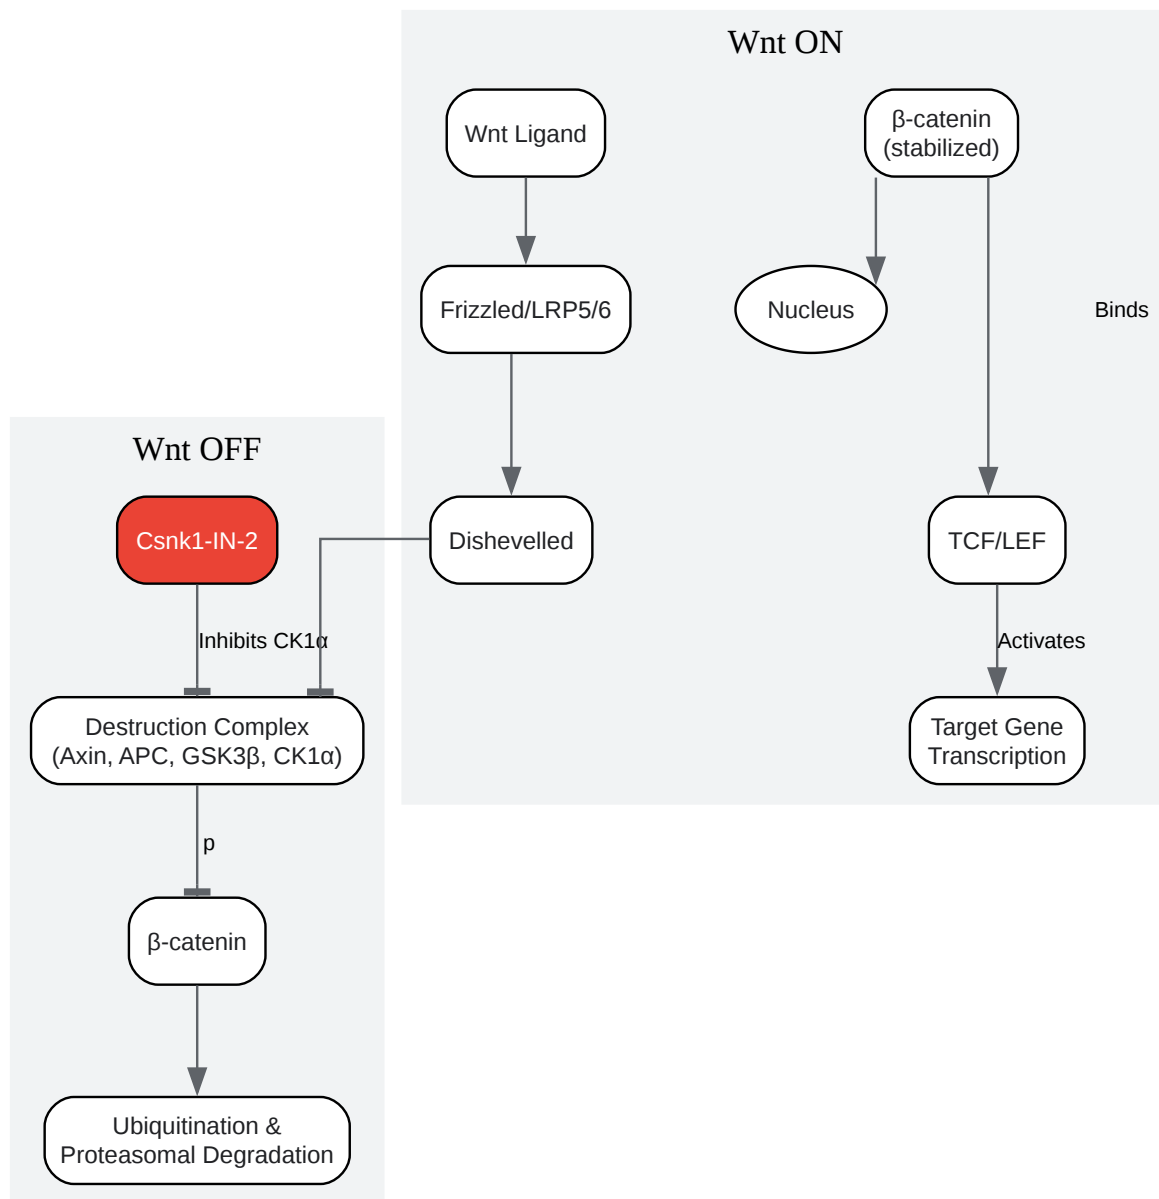 Wnt ON
Wnt Ligand
β-catenin
(stabilized)
Frizzled/LRP5/6
Nucleus
Binds
Wnt OFF
Csnk1-IN-2
Dishevelled
TCF/LEF
Inhibits CK1α
Activates
Destruction Complex
(Axin, APC, GSK3β, CK1α)
Target Gene
Transcription
p
β-catenin
Ubiquitination &
Proteasomal Degradation